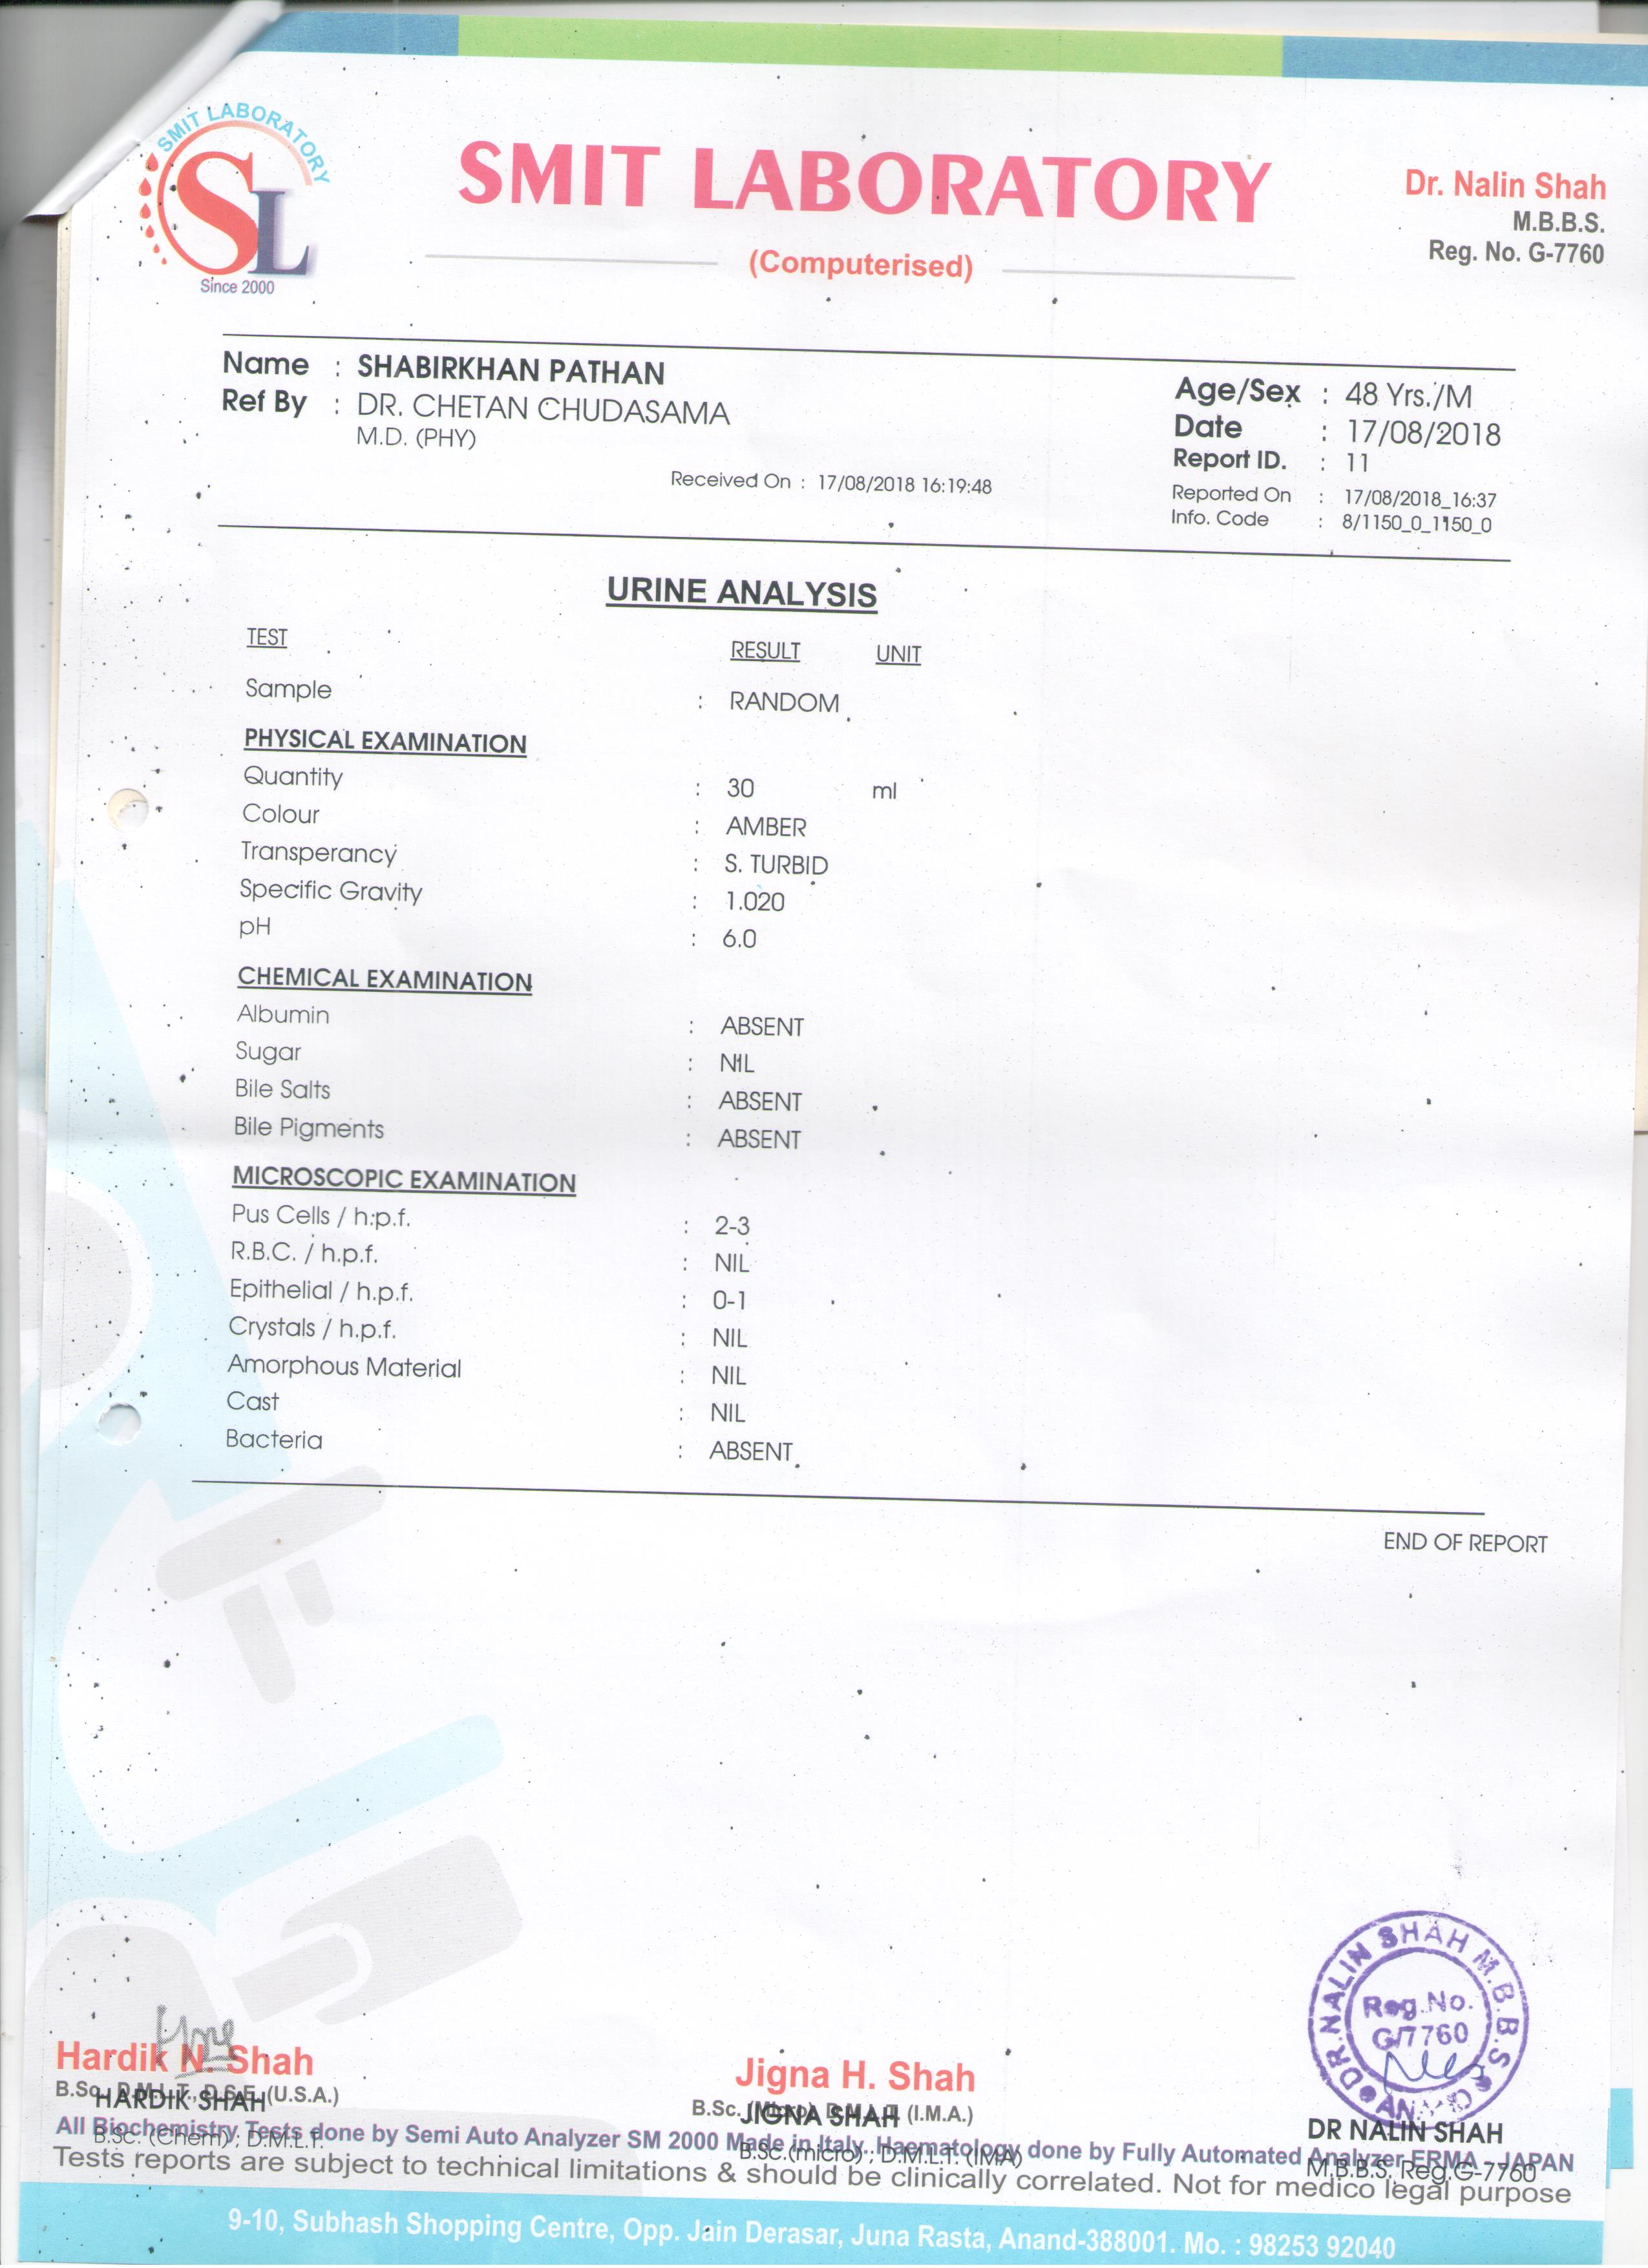 SMIT LABORATORY
SL
Since 2000
SMIT LABORATORY
(Computerised)
Dr. Nalin Shah
M.B.B.S.
Reg. No. G-7760
Name : SHABIRKHAN PATHAN
Ref By : DR. CHETAN CHUDASAMA
M.D. (PHY)
Age/Sex : 48 Yrs./M
Date : 17/08/2018
Report ID. : 11
Received On : 17/08/2018 16:19:48
Reported On : 17/08/2018_16:37
Info. Code : 8/1150_0_1150_0
URINE ANALYSIS
TEST RESULT UNIT
Sample : RANDOM
PHYSICAL EXAMINATION
Quantity : 30 ml
Colour : AMBER
Transperancy : S. TURBID
Specific Gravity : 1.020
pH : 6.0
CHEMICAL EXAMINATION
Albumin : ABSENT
Sugar : NIL
Bile Salts : ABSENT
Bile Pigments : ABSENT
MICROSCOPIC EXAMINATION
Pus Cells / h.p.f. : 2-3
R.B.C. / h.p.f. : NIL
Epithelial / h.p.f. : 0-1
Crystals / h.p.f. : NIL
Amorphous Material : NIL
Cast : NIL
Bacteria : ABSENT
END OF REPORT
DR. NALIN SHAH M.B.B.S.
Reg. No.
G/7760
Hardik N. Shah
B.Sc. (U.S.A.)
HARDIK SHAH
B.Sc. (Chem), D.M.L.T.
Jigna H. Shah
B.Sc. (Micro), (I.M.A.)
JIGNA SHAH
B.Sc.(micro) ; D.M.L.T. (IMA)
DR NALIN SHAH
M.B.B.S. Reg.G-7760
All Biochemistry Tests done by Semi Auto Analyzer SM 2000 Made in Italy. Haematology done by Fully Automated Analyzer ERMA - JAPAN
Tests reports are subject to technical limitations & should be clinically correlated. Not for medico legal purpose
9-10, Subhash Shopping Centre, Opp. Jain Derasar, Juna Rasta, Anand-388001. Mo. : 98253 92040